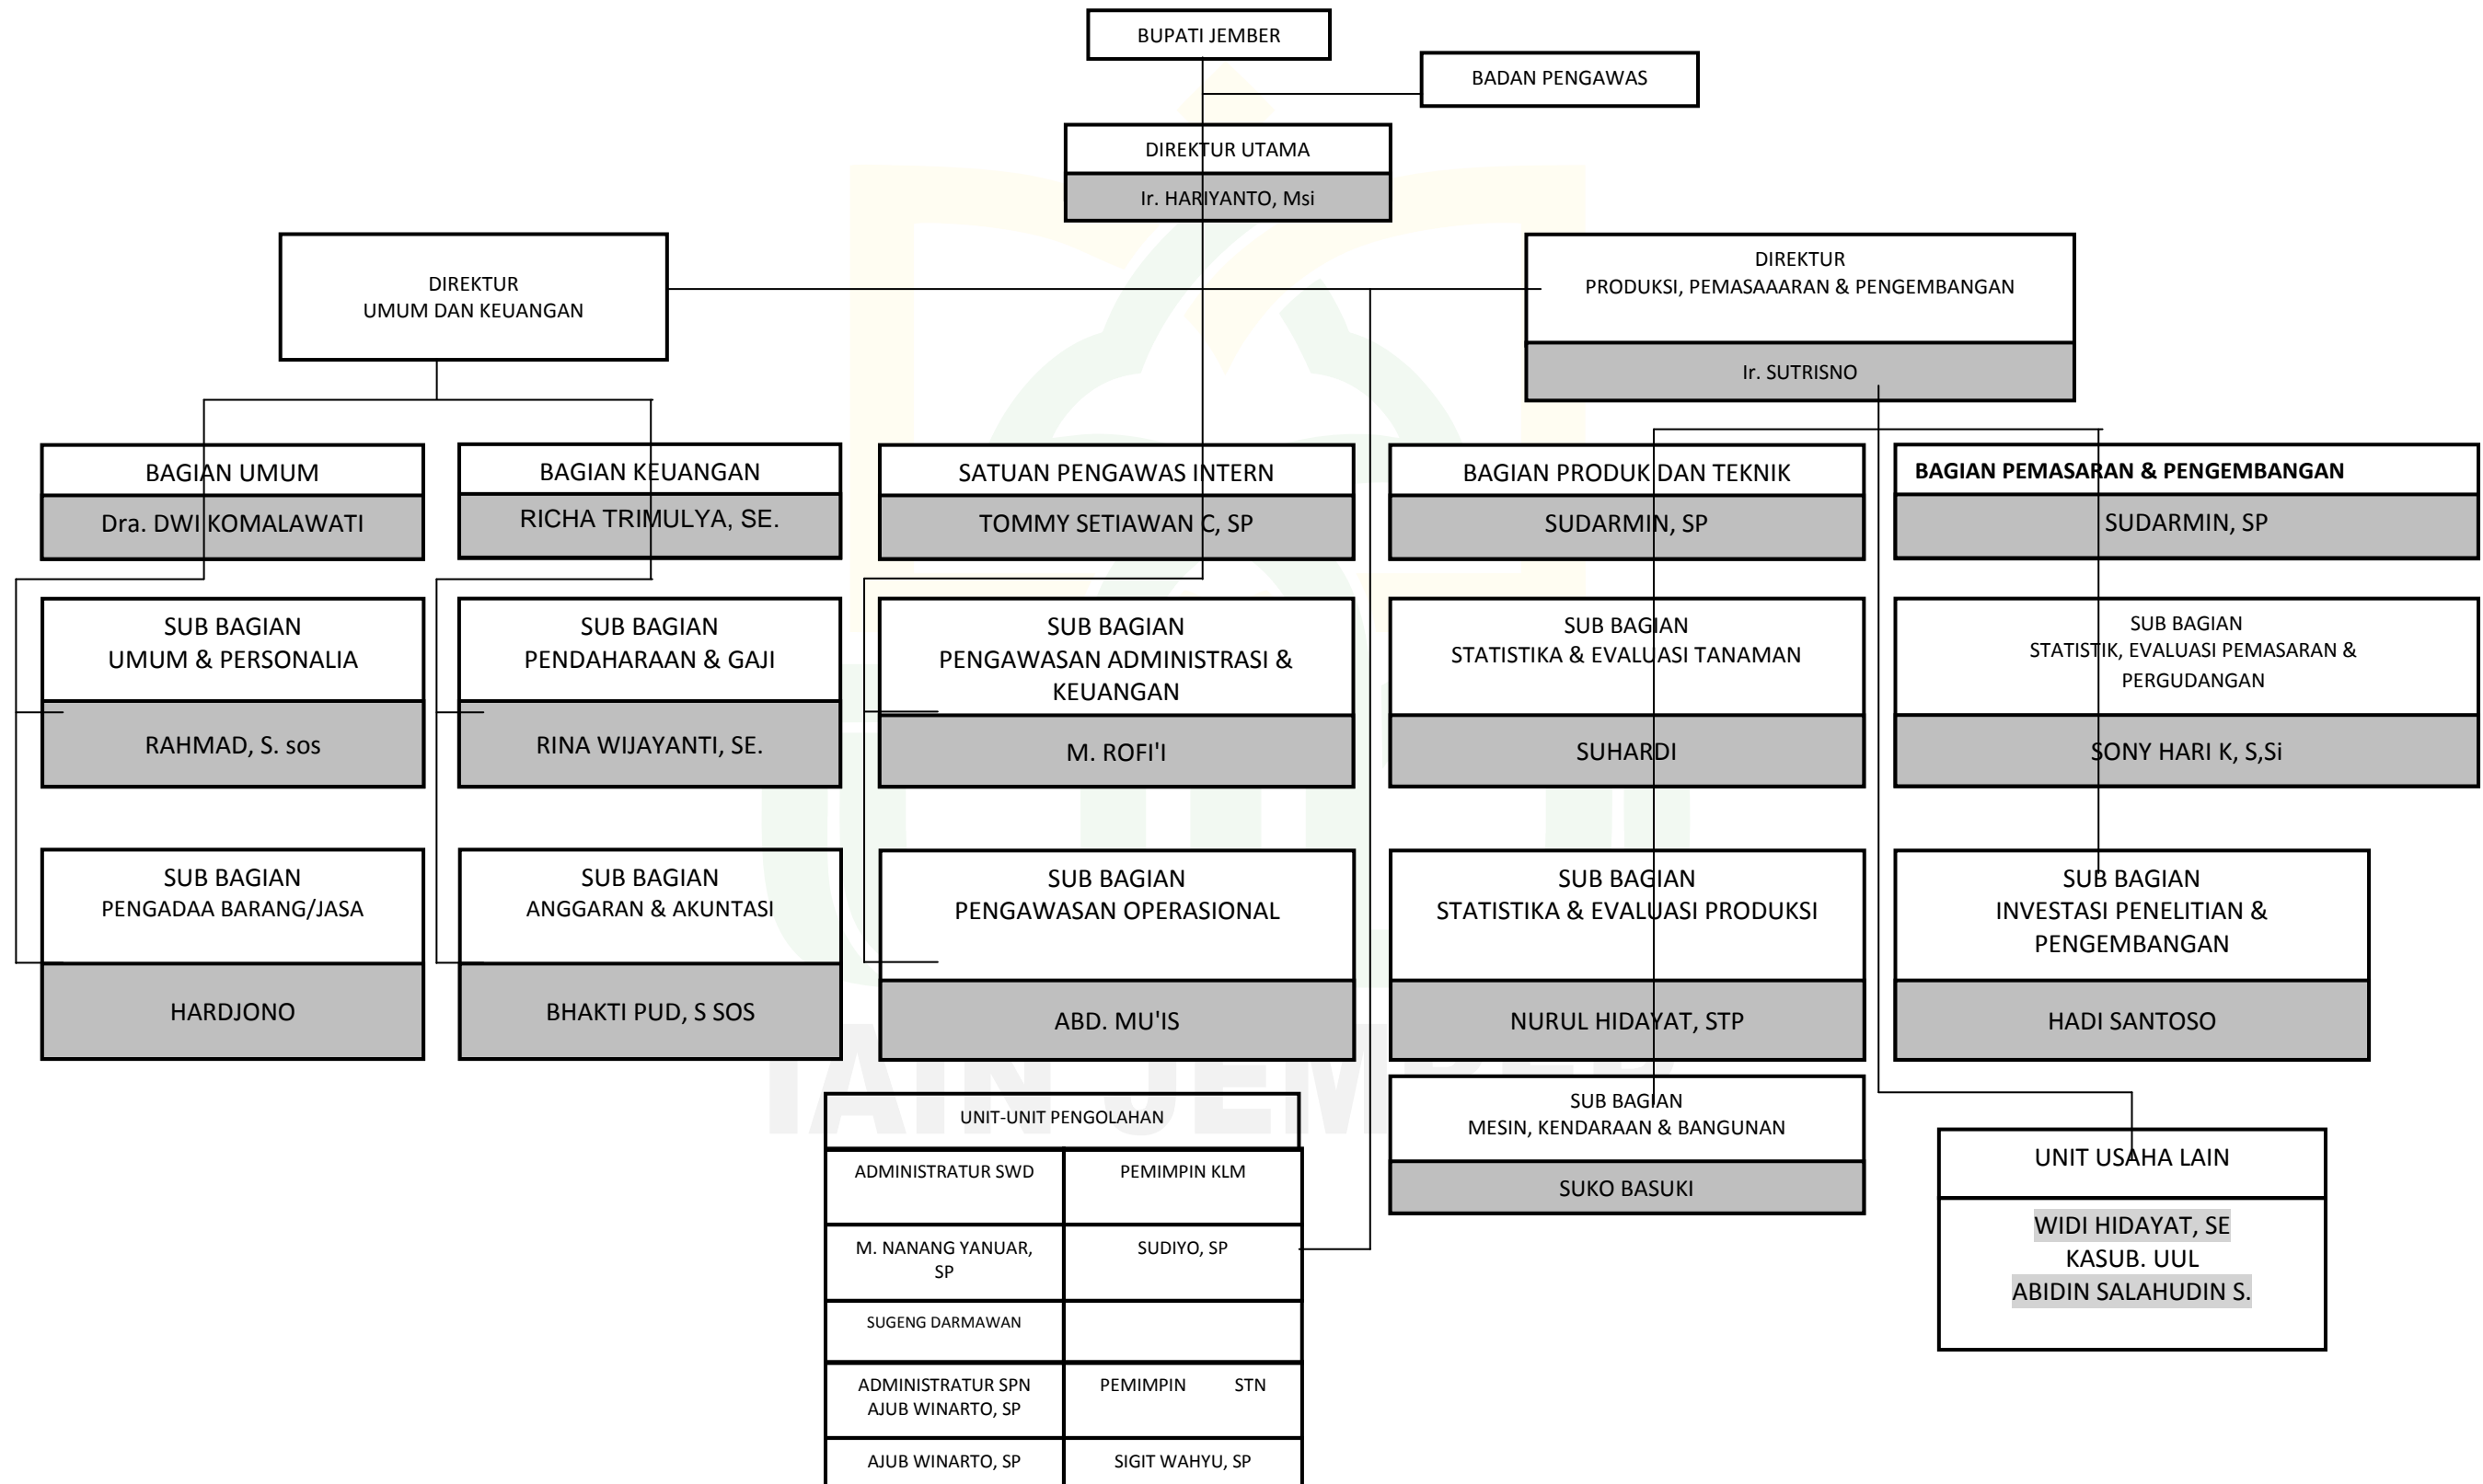 BUPATI JEMBER
BADAN PENGAWAS
DIREKTUR UTAMA
Ir. HARIYANTO, Msi
DIREKTUR
UMUM DAN KEUANGAN
DIREKTUR
PRODUKSI, PEMASAAARAN & PENGEMBANGAN
Ir. SUTRISNO
BAGIAN UMUM
Dra. DWI KOMALAWATI
BAGIAN KEUANGAN
RICHA TRIMULYA, SE.
SATUAN PENGAWAS INTERN
TOMMY SETIAWAN C, SP
BAGIAN PRODUK DAN TEKNIK
SUDARMIN, SP
BAGIAN PEMASARAN & PENGEMBANGAN
SUDARMIN, SP
SUB BAGIAN
UMUM & PERSONALIA
RAHMAD, S. sos
SUB BAGIAN
PENDAHARAAN & GAJI
RINA WIJAYANTI, SE.
SUB BAGIAN
PENGAWASAN ADMINISTRASI &
KEUANGAN
M. ROFI'I
SUB BAGIAN
STATISTIKA & EVALUASI TANAMAN
SUHARDI
SUB BAGIAN
STATISTIK, EVALUASI PEMASARAN &
PERGUDANGAN
SONY HARI K, S,Si
SUB BAGIAN
PENGADAA BARANG/JASA
HARDJONO
SUB BAGIAN
ANGGARAN & AKUNTASI
BHAKTI PUD, S SOS
SUB BAGIAN
PENGAWASAN OPERASIONAL
ABD. MU'IS
SUB BAGIAN
STATISTIKA & EVALUASI PRODUKSI
NURUL HIDAYAT, STP
SUB BAGIAN
INVESTASI PENELITIAN &
PENGEMBANGAN
HADI SANTOSO
IAIN JEMBER
SUB BAGIAN
MESIN, KENDARAAN & BANGUNAN
SUKO BASUKI
UNIT-UNIT PENGOLAHAN
ADMINISTRATUR SWD
PEMIMPIN KLM
M. NANANG YANUAR,
SP
SUDIYO, SP
SUGENG DARMAWAN
ADMINISTRATUR SPN
AJUB WINARTO, SP
PEMIMPIN STN
AJUB WINARTO, SP
SIGIT WAHYU, SP
UNIT USAHA LAIN
WIDI HIDAYAT, SE
KASUB. UUL
ABIDIN SALAHUDIN S.